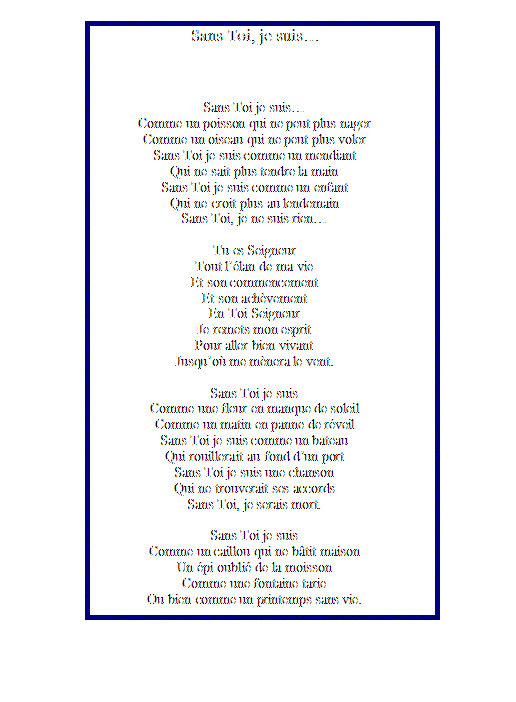 Sans Toi, je suis...
Sans Toi je suis...
Comme un poisson qui ne peut plus nager
Comme un oiseau qui ne peut plus voler
Sans Toi je suis comme un mendiant
Qui ne sait plus tendre la main
Sans Toi je suis comme un enfant
Qui ne croit plus au lendemain
Sans Toi, je ne suis rien...
Tu es Seigneur
Tout l'élan de ma vie
Et son commencement
Et son achèvement
En Toi Seigneur
Je remets mon esprit
Pour aller bien vivant
Jusqu'où me mènera le vent.
Sans Toi je suis
Comme une fleur en manque de soleil
Comme un matin en panne de réveil
Sans Toi je suis comme un bateau
Qui rouillerait au fond d'un port
Sans Toi je suis une chanson
Qui ne trouverait ses accords
Sans Toi, je serais mort.
Sans Toi je suis
Comme un caillou qui ne bâtit maison
Un épi oublié de la moisson
Comme une fontaine tarie
Ou bien comme un printemps sans vie.